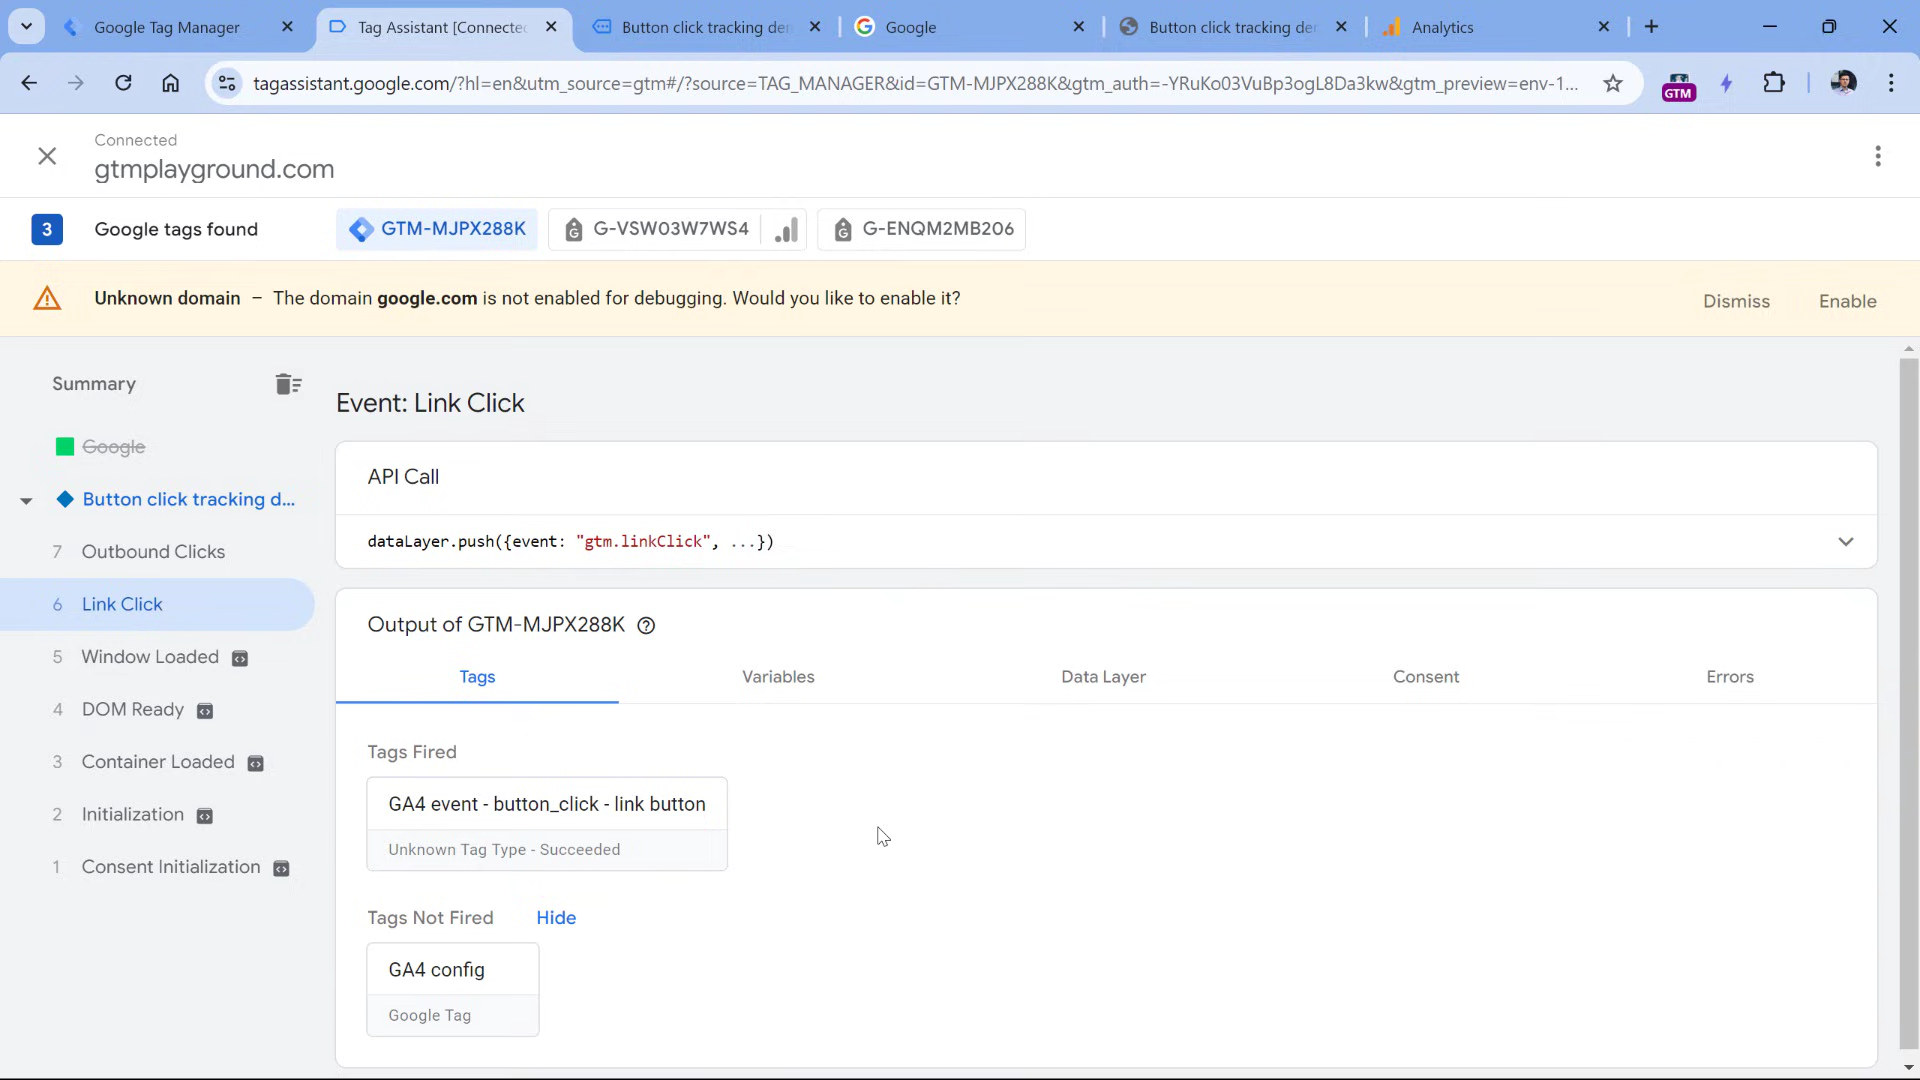 Google Tag Manager
Tag Assistant [Connected
Button click tracking de
Google
Button click tracking de
Analytics
tagassistant.google.com/?hl=en&utm_source=gtm#/?source=TAG_MANAGER&id=GTM-MJPX288K&gtm_auth=-YRuKo03VuBp3ogL8Da3kw&gtm_preview=env-1...
GTM
Connected
gtmplayground.com
3
Google tags found
GTM-MJPX288K
G-VSW03W7WS4
G-ENQM2MB206
Unknown domain – The domain google.com is not enabled for debugging. Would you like to enable it?
Dismiss
Enable
Summary
Google
Button click tracking d...
7 Outbound Clicks
6 Link Click
5 Window Loaded
4 DOM Ready
3 Container Loaded
2 Initialization
1 Consent Initialization
Event: Link Click
API Call
dataLayer.push({event: "gtm.linkClick", ...})
Output of GTM-MJPX288K
Tags
Variables
Data Layer
Consent
Errors
Tags Fired
GA4 event - button_click - link button
Unknown Tag Type - Succeeded
Tags Not Fired
Hide
GA4 config
Google Tag